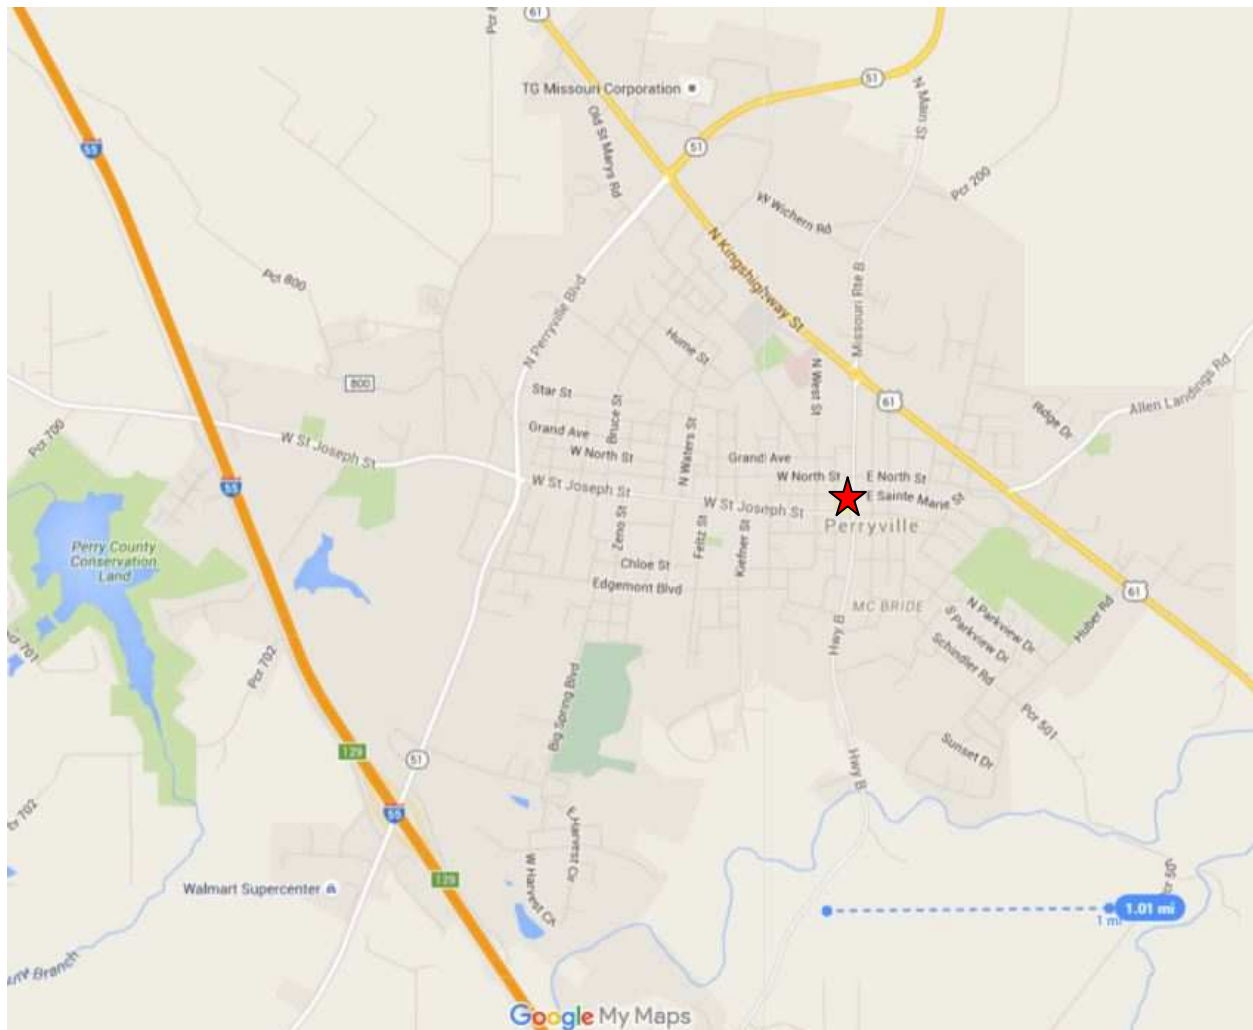 61
Pcr 8
51
TG Missouri Corporation
N Main St
Old St Marys Rd
55
51
Pcr 200
W Wichern Rd
N Kingshighway St
Missouri Rte B
Pct 800
N Perryville Blvd
Hume St
N West St
800
Star St
Bruce St
61
Allen Landings Rd
Ridge Dr
Pcr 700
W St Joseph St
Grand Ave
W North St
N Waters St
Grand Ave
W North St
E North St
55
W St Joseph St
W St Joseph St
E Sainte Marie St
Perryville
Zeno St
Feltz St
Kiefner St
Perry County
Conservation
Land
Chloe St
Edgemont Blvd
61
MC BRIDE
N Parkview Dr
S Parkview Dr
Huber Rd
Hwy B
Schindler Rd
Pcr 702
Big Spring Blvd
Pcr 501
Sunset Dr
129
51
Hwy B
cr 702
55
E Harvest Cir
W Harvest Cir
129
Walmart Supercenter
1.01 mi
1 mi
Branch
Google My Maps